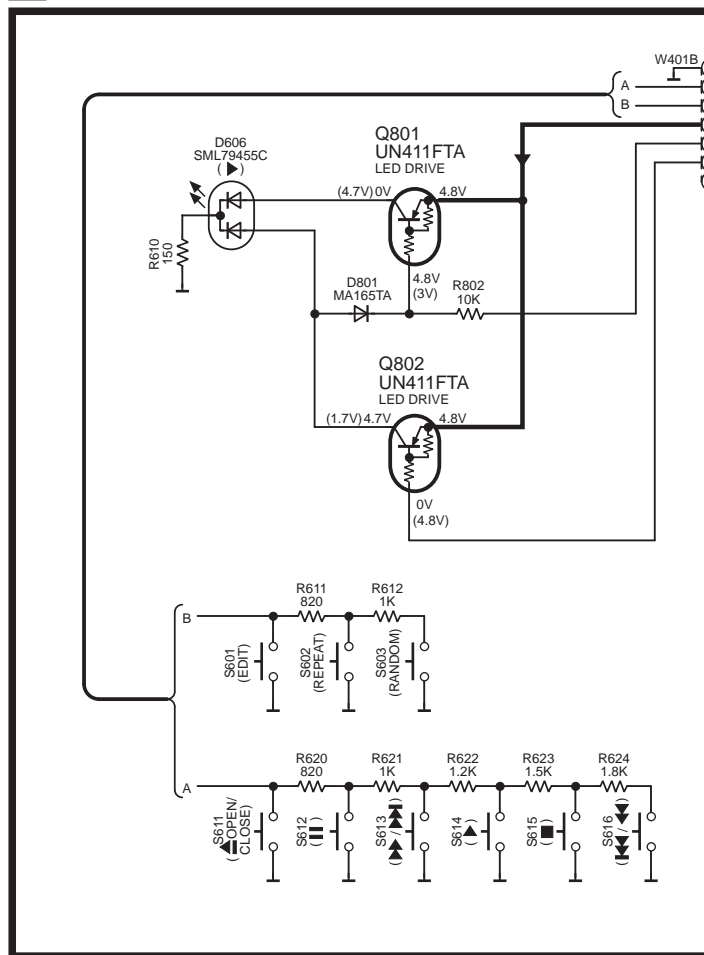 W401B
A
B
D606
SML79455C
( ▶ )
Q801
UN411FTA
LED DRIVE
(4.7V) 0V
4.8V
R610
150
4.8V
(3V)
D801
MA165TA
R802
10K
Q802
UN411FTA
LED DRIVE
(1.7V) 4.7V
4.8V
0V
(4.8V)
B
R611
820
R612
1K
S601
(EDIT)
S602
(REPEAT)
S603
(RANDOM)
A
R620
820
R621
1K
R622
1.2K
R623
1.5K
R624
1.8K
S611
(OPEN/
CLOSE)
S612
( )
S613
( / )
S614
( )
S615
( )
S616
( / )